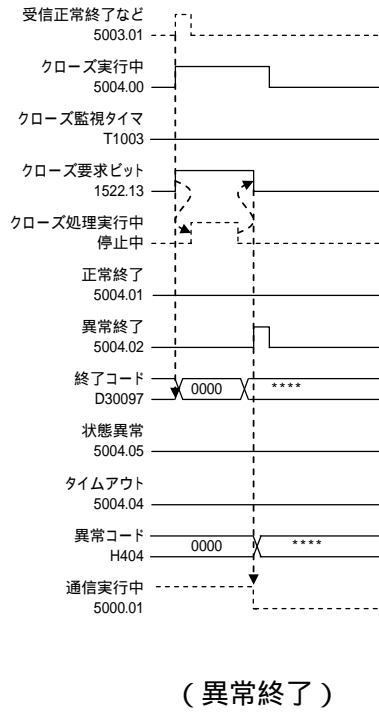 受信正常終了など
5003.01
クローズ実行中
5004.00
クローズ監視タイマ
T1003
クローズ要求ビット
1522.13
クローズ処理実行中
停止中
正常終了
5004.01
異常終了
5004.02
終了コード
D30097
0000
****
状態異常
5004.05
タイムアウト
5004.04
異常コード
H404
0000
****
通信実行中
5000.01
（異常終了）